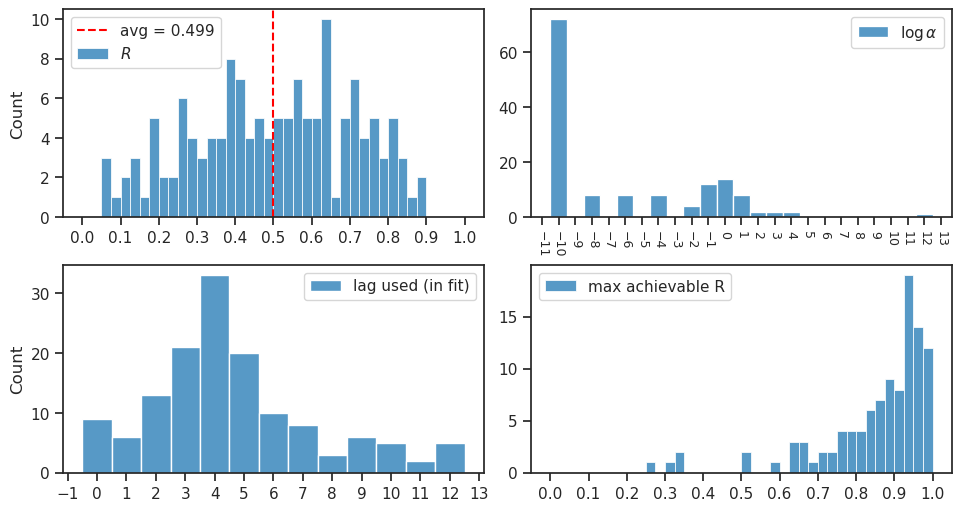 avg = 0.499
R
Count
10
8
6
4
2
0
0.0 0.1 0.2 0.3 0.4 0.5 0.6 0.7 0.8 0.9 1.0
log α
60
40
20
0
−11 −10 −9 −8 −7 −6 −5 −4 −3 −2 −1 0 1 2 3 4 5 6 7 8 9 10 11 12 13
lag used (in fit)
Count
30
20
10
0
−1 0 1 2 3 4 5 6 7 8 9 10 11 12 13
max achievable R
15
10
5
0
0.0 0.1 0.2 0.3 0.4 0.5 0.6 0.7 0.8 0.9 1.0